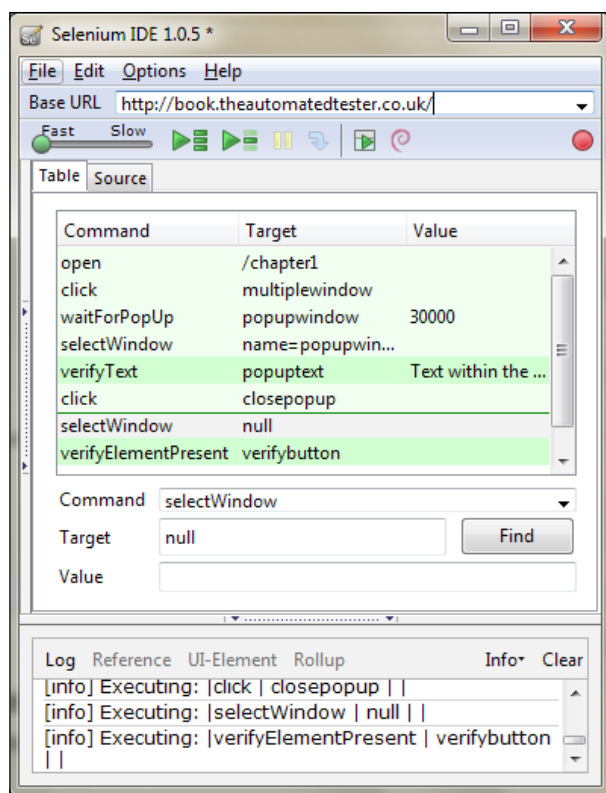 Selenium IDE 1.0.5 *
File Edit Options Help
Base URL http://book.theautomatedtester.co.uk/
Fast Slow
Table Source
Command Target Value
open /chapter1
click multiplewindow
waitForPopUp popupwindow 30000
selectWindow name=popupwin...
verifyText popuptext Text within the ...
click closepopup
selectWindow null
verifyElementPresent verifybutton
Command selectWindow
Target null Find
Value
Log Reference UI-Element Rollup Info Clear
[info] Executing: |click | closepopup | |
[info] Executing: |selectWindow | null | |
[info] Executing: |verifyElementPresent | verifybutton
| |